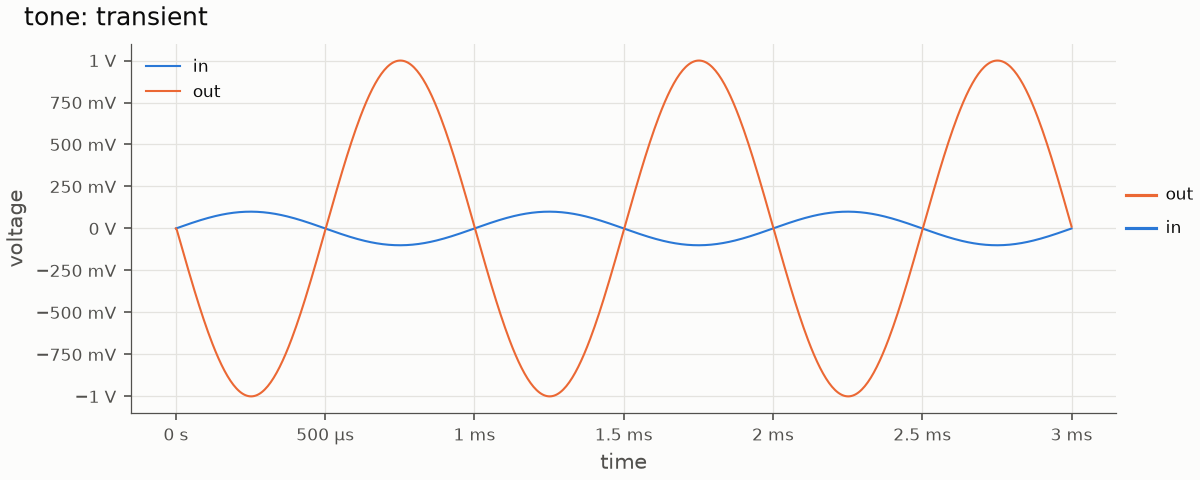 tone: transient
in
out
1 V
750 mV
500 mV
250 mV
0 V
−250 mV
−500 mV
−750 mV
−1 V
voltage
0 s
500 µs
1 ms
1.5 ms
2 ms
2.5 ms
3 ms
time
out
in